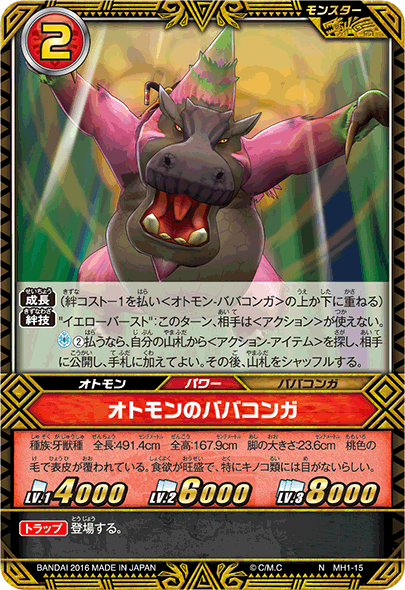 2
モンスター
成長 (絆コスト-1を払い<オトモン-ババコンガ>の上か下に重ねる)
絆技 "イエローバースト":このターン、相手は<アクション>が使えない。
②払うなら、自分の山札から<アクション-アイテム>を探し、相手
に公開し、手札に加えてよい。その後、山札をシャッフルする。
オトモン パワー ババコンガ
オトモンのババコンガ
種族:牙獣種 全長:491.4cm 全高:167.9cm 脚の大きさ:23.6cm 桃色の
毛で表皮が覆われている。食欲が旺盛で、特にキノコ類には目がないらしい。
LV.1 4000 LV.2 6000 LV.3 8000
トラップ 登場する。
BANDAI 2016 MADE IN JAPAN ©C/M.C N MH1-15